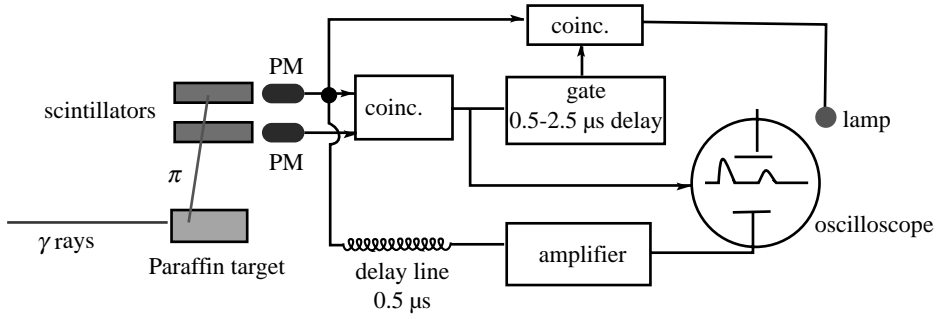 coinc.
PM
scintillators
coinc.
gate
0.5-2.5 μs delay
lamp
PM
π
γ rays
Paraffin target
delay line
0.5 μs
amplifier
oscilloscope